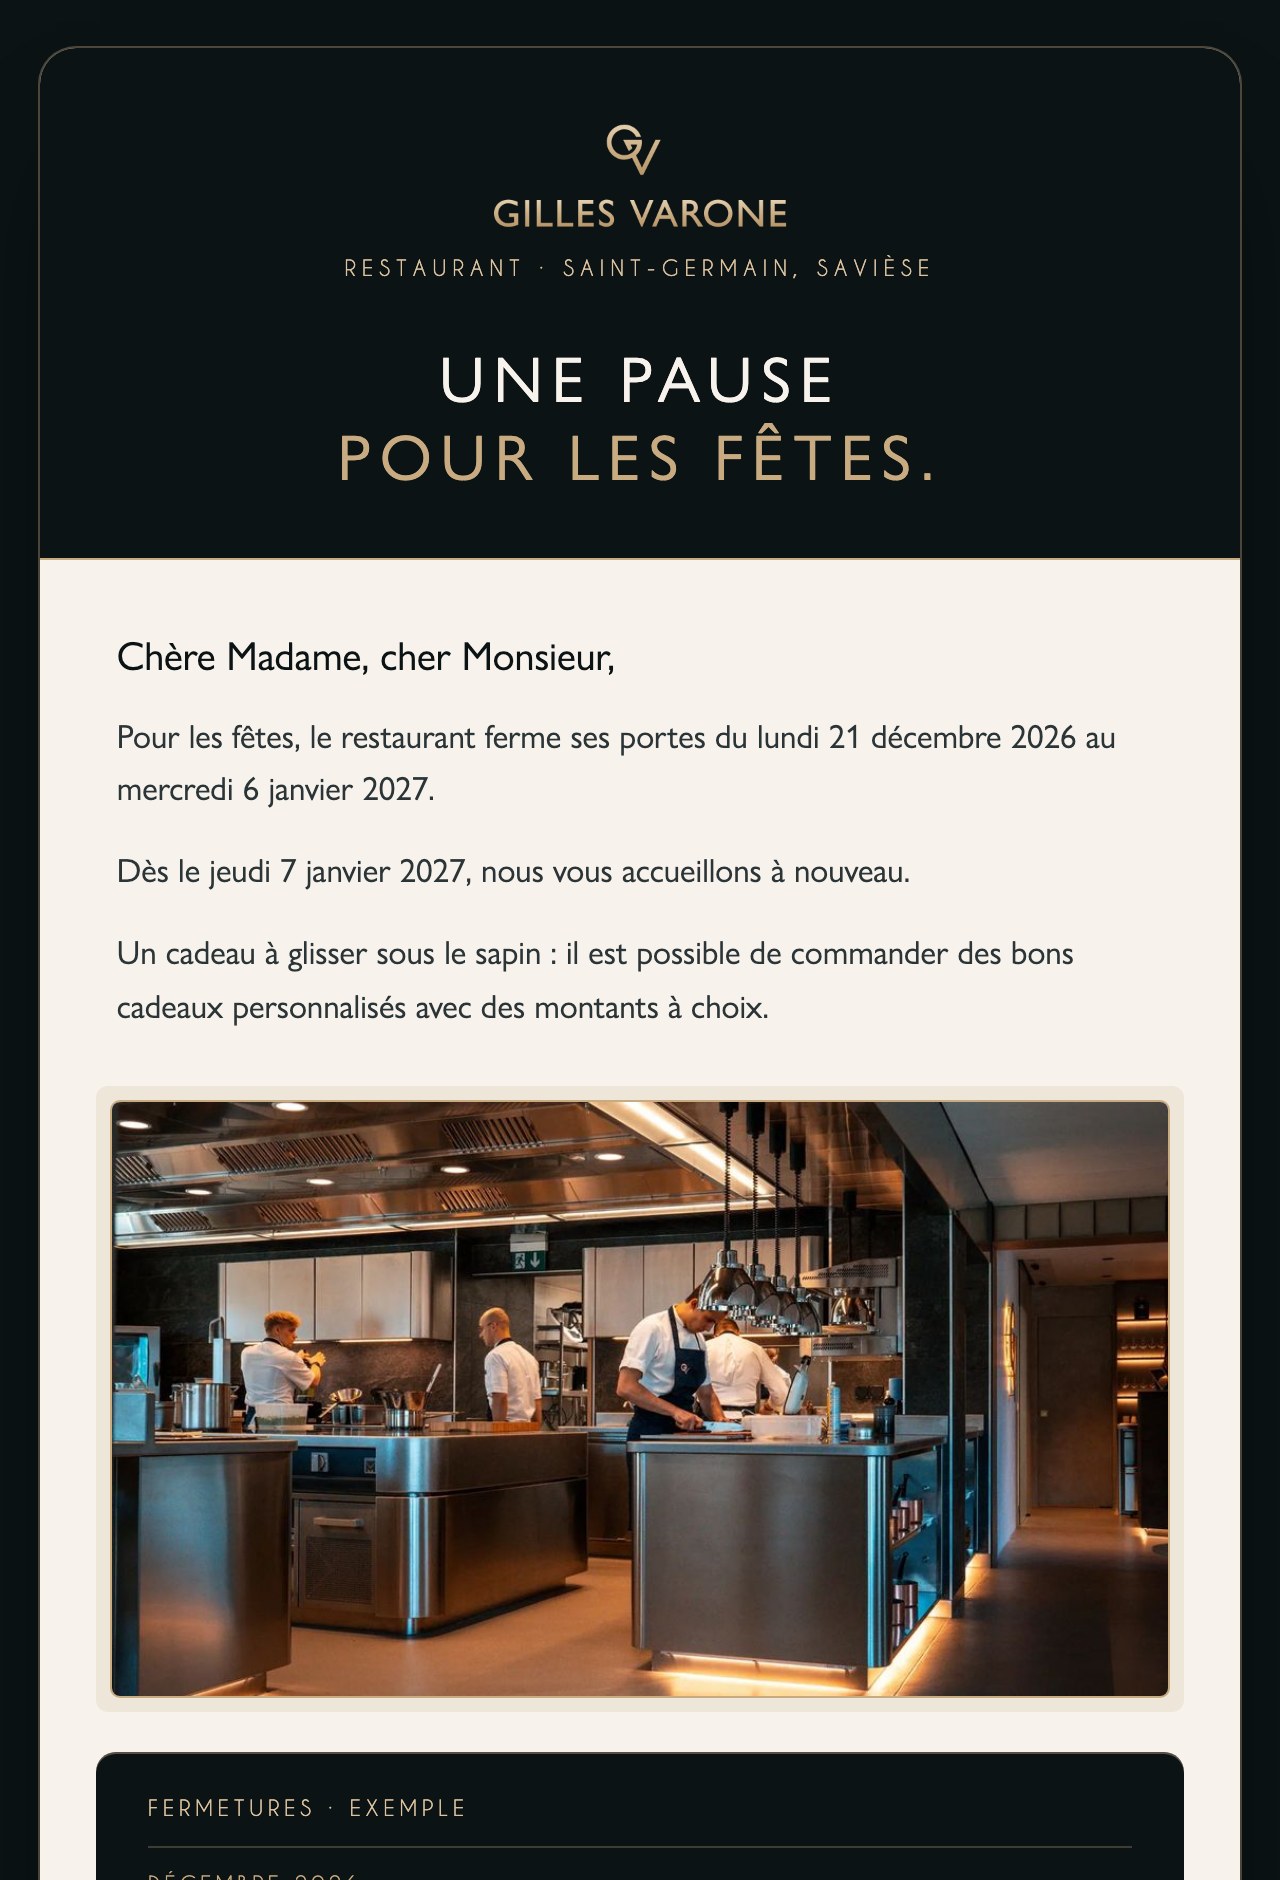 GV
GILLES VARONE
RESTAURANT · SAINT-GERMAIN, SAVIÈSE
UNE PAUSE
POUR LES FÊTES.
Chère Madame, cher Monsieur,
Pour les fêtes, le restaurant ferme ses portes du lundi 21 décembre 2026 au
mercredi 6 janvier 2027.
Dès le jeudi 7 janvier 2027, nous vous accueillons à nouveau.
Un cadeau à glisser sous le sapin : il est possible de commander des bons
cadeaux personnalisés avec des montants à choix.
GV
FERMETURES · EXEMPLE
DÉCEMBRE 2026